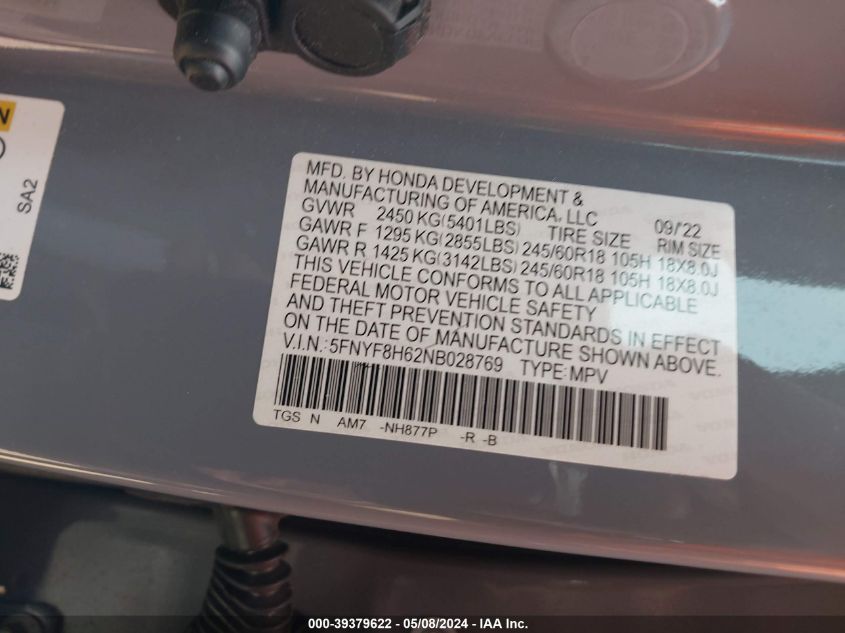 N
SA2
MFD. BY HONDA DEVELOPMENT &
MANUFACTURING OF AMERICA, LLC 09/'22
GVWR 2450 KG(5401LBS) TIRE SIZE RIM SIZE
GAWR F 1295 KG(2855LBS) 245/60R18 105H 18X8.0J
GAWR R 1425 KG(3142LBS) 245/60R18 105H 18X8.0J
THIS VEHICLE CONFORMS TO ALL APPLICABLE
FEDERAL MOTOR VEHICLE SAFETY
AND THEFT PREVENTION STANDARDS IN EFFECT
ON THE DATE OF MANUFACTURE SHOWN ABOVE.
V.I.N.:5FNYF8H62NB028769 TYPE:MPV
TGS N AM7 -NH877P -R -B
000-39379622 - 05/08/2024 - IAA Inc.